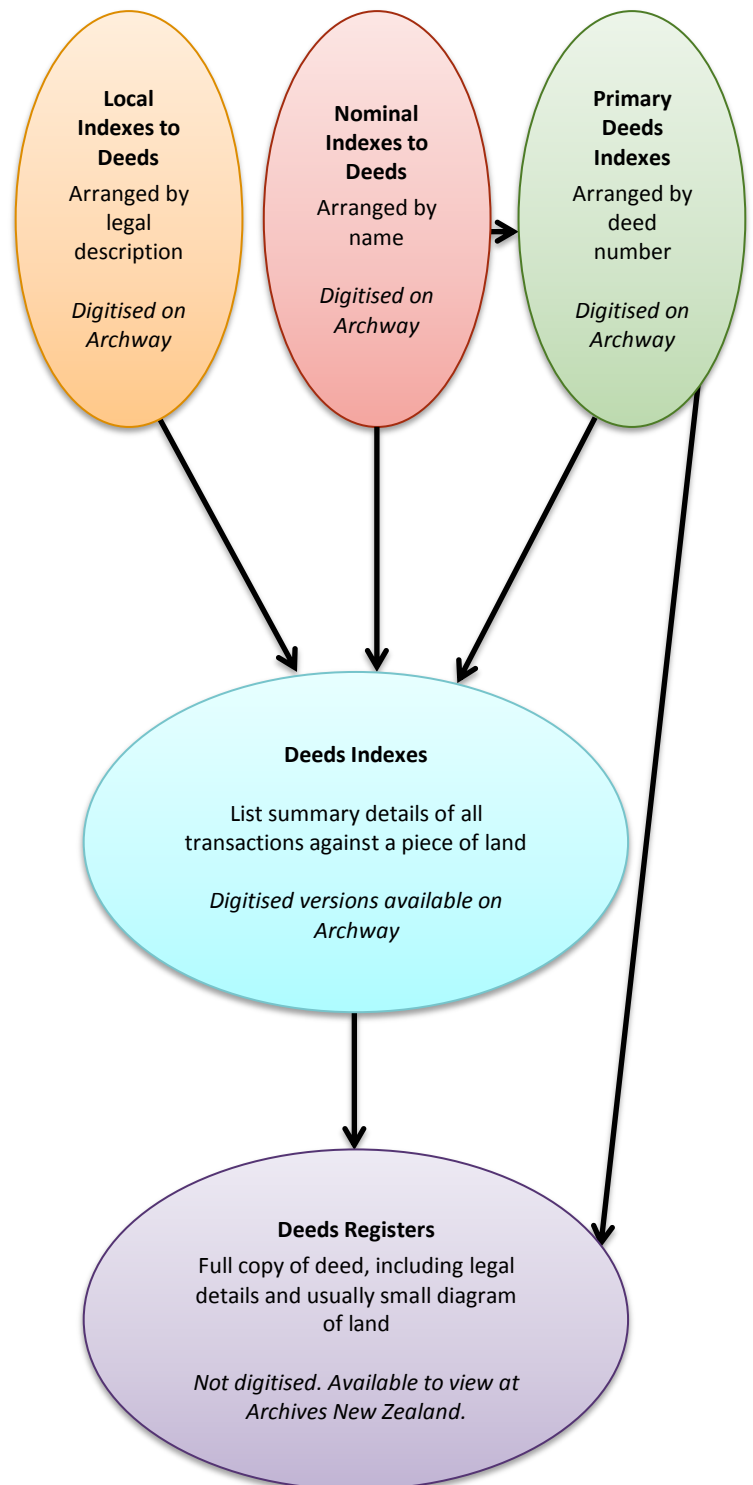 Local
Indexes to
Deeds
Arranged by
legal
description
Digitised on
Archway
Nominal
Indexes to
Deeds
Arranged by
name
Digitised on
Archway
Primary
Deeds
Indexes
Arranged by
deed
number
Digitised on
Archway
Deeds Indexes
List summary details of all
transactions against a piece of land
Digitised versions available on
Archway
Deeds Registers
Full copy of deed, including legal
details and usually small diagram
of land
Not digitised. Available to view at
Archives New Zealand.